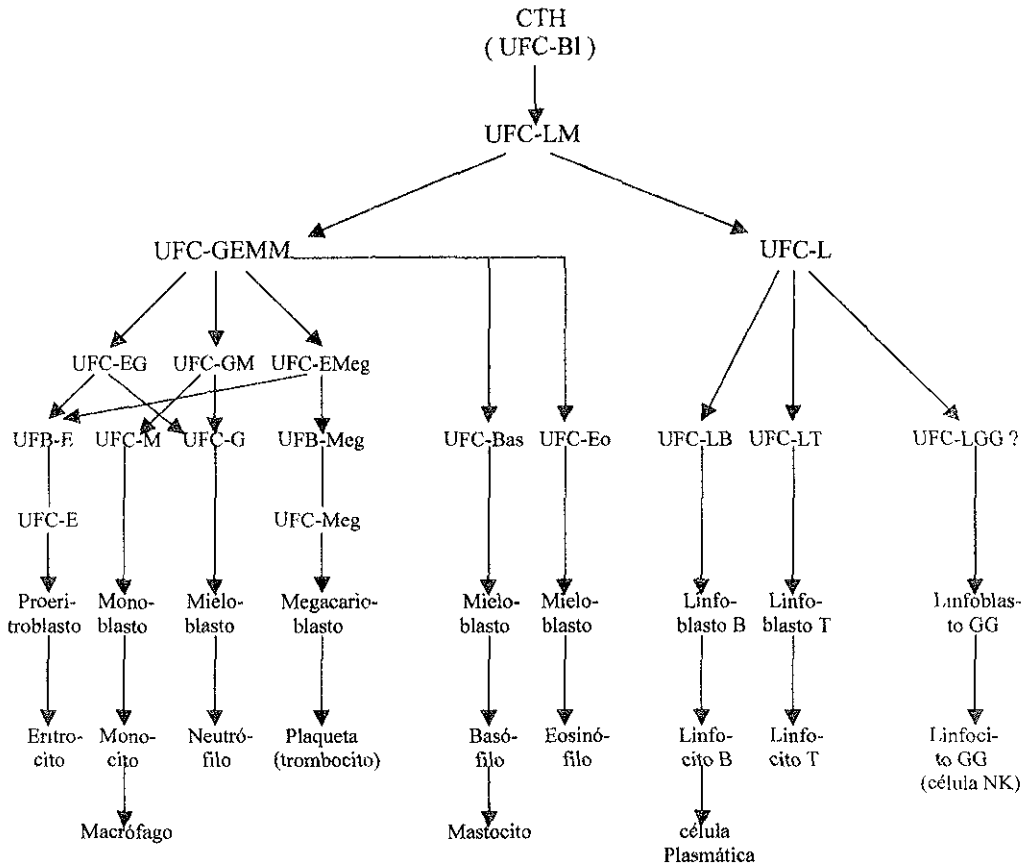 CTH
( UFC-Bl )
UFC-LM
UFC-GEMM
UFC-L
UFC-EG
UFC-GM
UFC-EMeg
UFB-E
UFC-M
UFC-G
UFB-Meg
UFC-Bas
UFC-Eo
UFC-LB
UFC-LT
UFC-LGG ?
UFC-E
UFC-Meg
Proeri-
troblasto
Mono-
blasto
Mielo-
blasto
Megacario-
blasto
Mielo-
blasto
Mielo-
blasto
Linfo-
blasto B
Linfo-
blasto T
Linfoblas-
to GG
Eritro-
cito
Mono-
cito
Neutró-
filo
Plaqueta
(trombocito)
Basó-
filo
Eosinó-
filo
Linfo-
cito B
Linfo-
cito T
Linfoci-
to GG
(célula NK)
Macrófago
Mastocito
célula
Plasmática